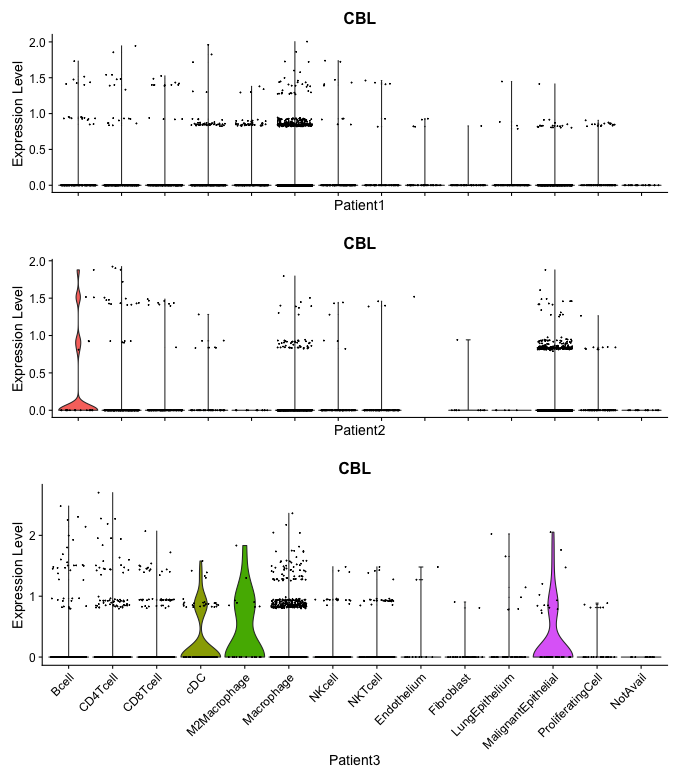 CBL
Expression Level
2.0
1.5
1.0
0.5
0.0
Patient1
CBL
Expression Level
2.0
1.5
1.0
0.5
0.0
Patient2
CBL
Expression Level
2
1
0
Bcell
CD4Tcell
CD8Tcell
cDC
M2Macrophage
Macrophage
NKcell
NKTcell
Endothelium
Fibroblast
LungEpithelium
MalignantEpithelial
ProliferatingCell
NotAvail
Patient3